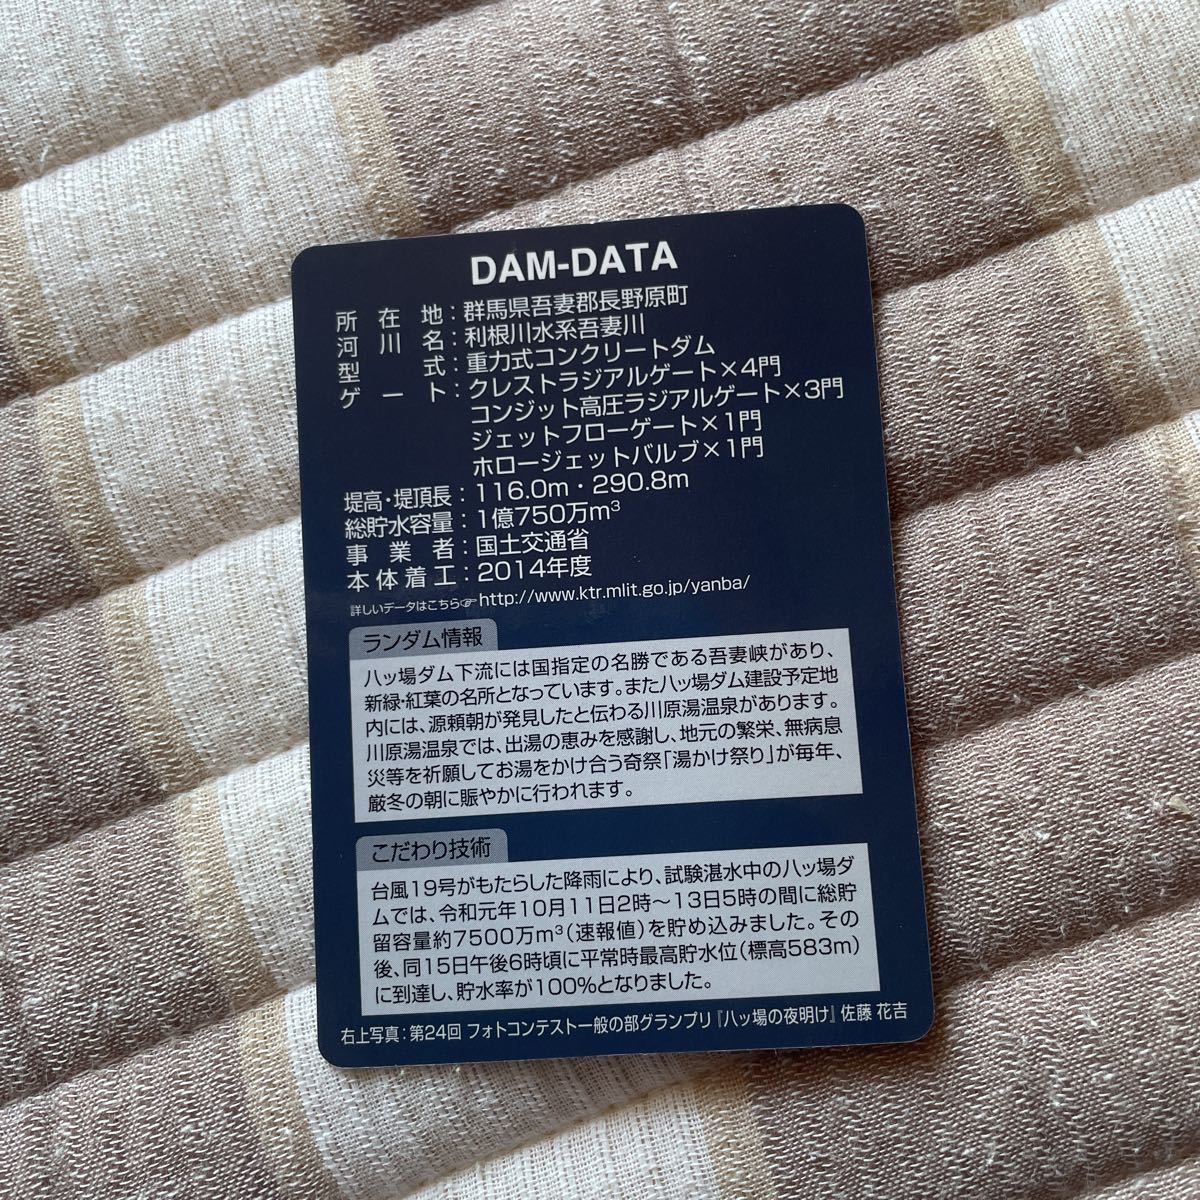 DAM-DATA
所在地：群馬県吾妻郡長野原町
河川名：利根川水系吾妻川
型式：重力式コンクリートダム
ゲート：クレストラジアルゲート×4門
コンジット高圧ラジアルゲート×3門
ジェットフローゲート×1門
ホロージェットバルブ×1門
堤高・堤頂長：116.0m・290.8m
総貯水容量：1億750万m³
事業者：国土交通省
本体着工：2014年度
詳しいデータはこちら☞http://www.ktr.mlit.go.jp/yanba/
ランダム情報
八ッ場ダム下流には国指定の名勝である吾妻峡があり、
新緑・紅葉の名所となっています。また八ッ場ダム建設予定地
内には、源頼朝が発見したと伝わる川原湯温泉があります。
川原湯温泉では、出湯の恵みを感謝し、地元の繁栄、無病息
災等を祈願してお湯をかけ合う奇祭「湯かけ祭り」が毎年、
厳冬の朝に賑やかに行われます。
こだわり技術
台風19号がもたらした降雨により、試験湛水中の八ッ場ダ
ムでは、令和元年10月11日2時～13日5時の間に総貯
留容量約7500万m³（速報値）を貯め込みました。その
後、同15日午後6時頃に平常時最高貯水位（標高583m）
に到達し、貯水率が100%となりました。
右上写真：第24回 フォトコンテスト一般の部グランプリ『八ッ場の夜明け』佐藤 花吉